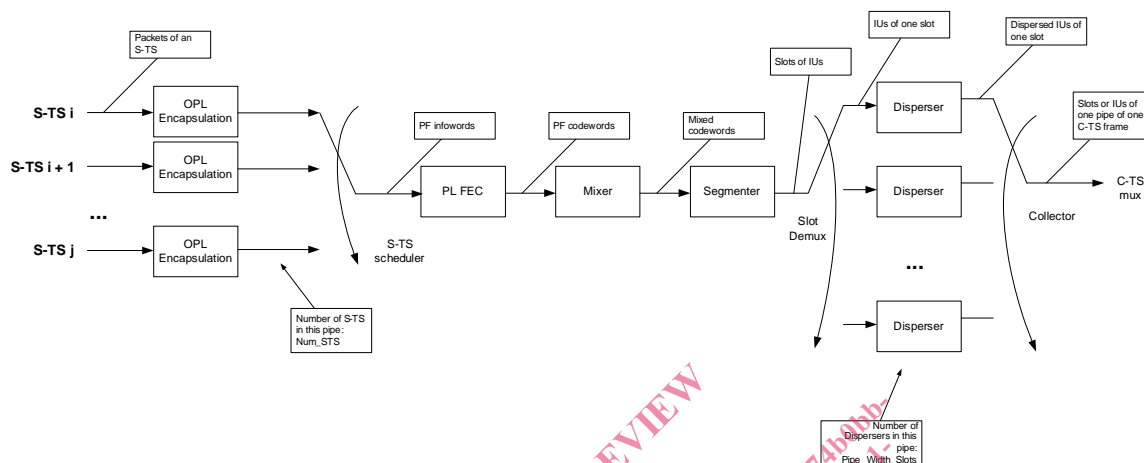 Packets of an
S-TS
S-TS i
OPL
Encapsulation
S-TS i + 1
OPL
Encapsulation
...
S-TS j
OPL
Encapsulation
Number of S-TS
in this pipe:
Num_STS
S-TS
scheduler
PF infowords
PL FEC
PF codewords
Mixer
Mixed
codewords
Segmenter
Slots of IUs
IUs of one slot
Slot
Demux
Disperser
Disperser
...
Disperser
Number of
Dispersers in this
pipe:
Pipe_Width_Slots
Dispersed IUs of
one slot
Collector
Slots or IUs of
one pipe of one
C-TS frame
C-TS
mux
EVIEW
74b0bb-